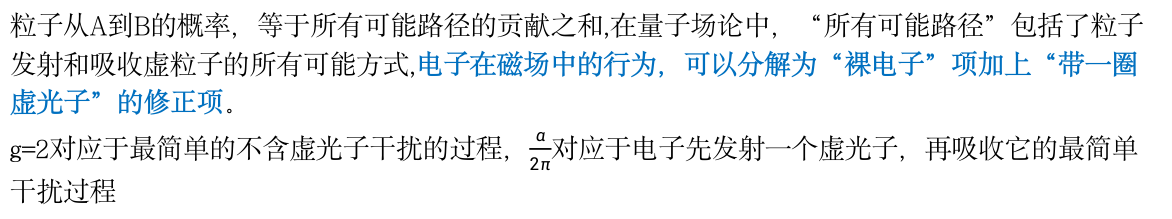 粒子从A到B的概率，等于所有可能路径的贡献之和,在量子场论中，“所有可能路径”包括了粒子
发射和吸收虚粒子的所有可能方式,电子在磁场中的行为，可以分解为“裸电子”项加上“带一圈
虚光子”的修正项。
g=2对应于最简单的不含虚光子干扰的过程，α/2π对应于电子先发射一个虚光子，再吸收它的最简单
干扰过程